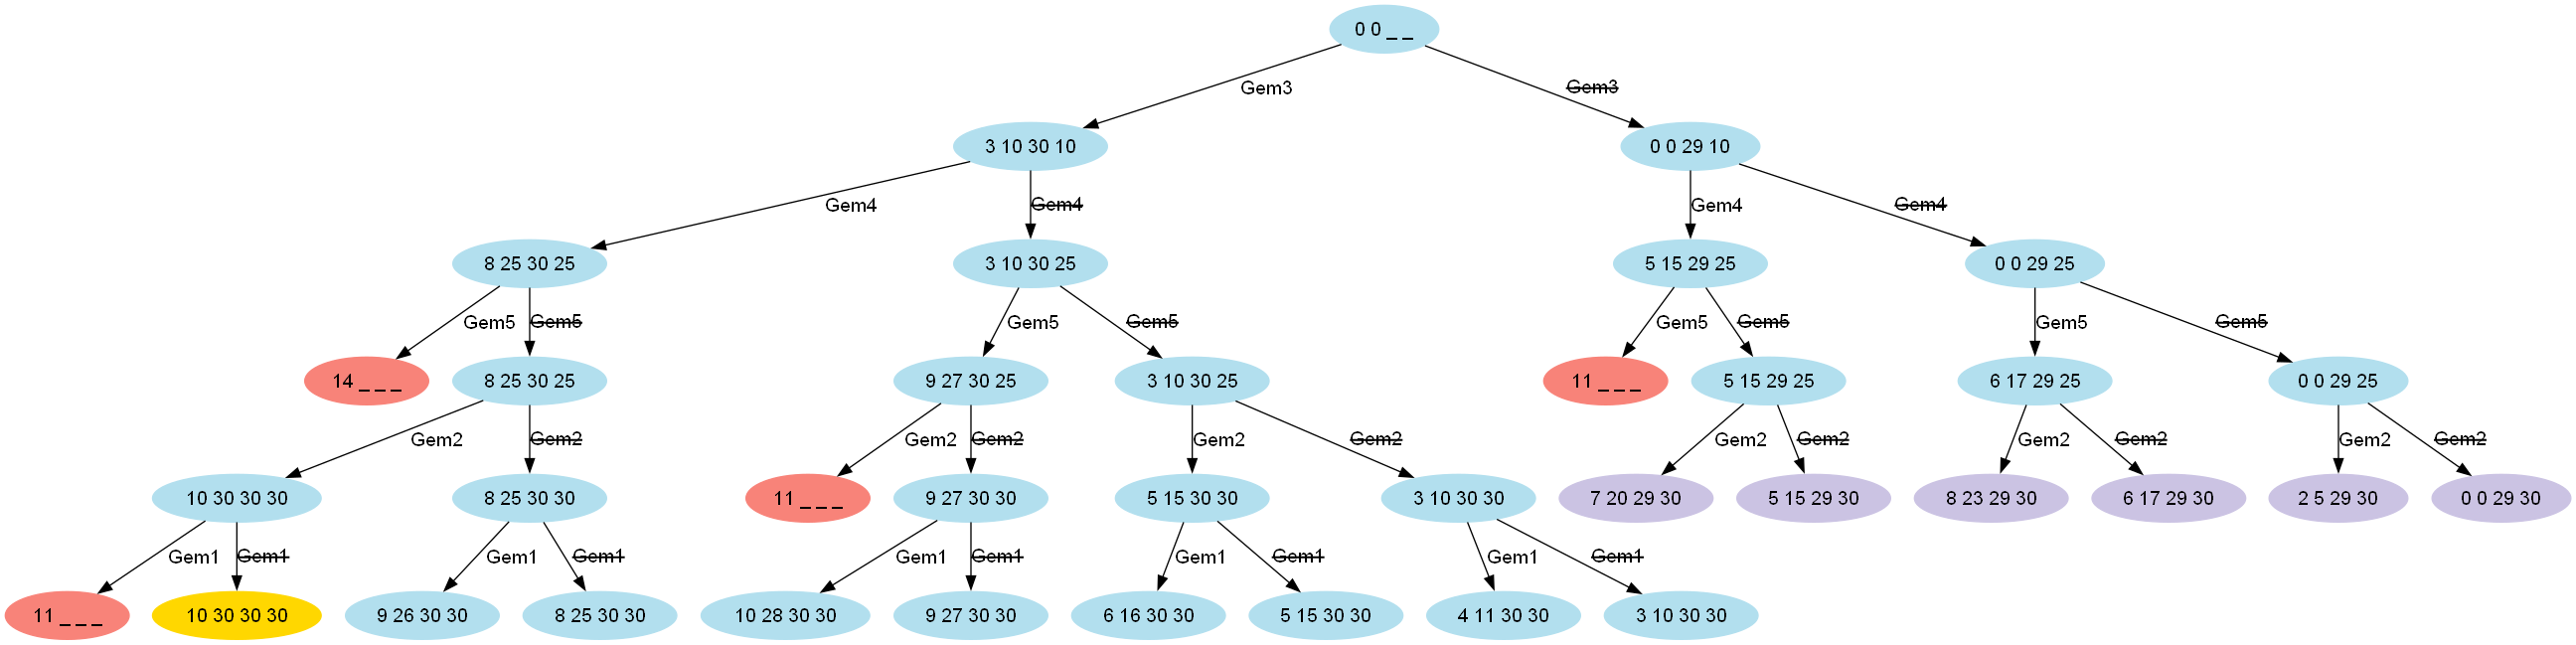 0 0 _ _
Gem3
Gem3
3 10 30 10
0 0 29 10
Gem4
Gem4
Gem4
Gem4
8 25 30 25
3 10 30 25
5 15 29 25
0 0 29 25
Gem5
Gem5
Gem5
Gem5
Gem5
Gem5
Gem5
Gem5
14 _ _ _
8 25 30 25
9 27 30 25
3 10 30 25
11 _ _ _
5 15 29 25
6 17 29 25
0 0 29 25
Gem2
Gem2
Gem2
Gem2
Gem2
Gem2
Gem2
Gem2
Gem2
Gem2
Gem2
Gem2
10 30 30 30
8 25 30 30
11 _ _ _
9 27 30 30
5 15 30 30
3 10 30 30
7 20 29 30
5 15 29 30
8 23 29 30
6 17 29 30
2 5 29 30
0 0 29 30
Gem1
Gem1
Gem1
Gem1
Gem1
Gem1
Gem1
Gem1
Gem1
Gem1
11 _ _ _
10 30 30 30
9 26 30 30
8 25 30 30
10 28 30 30
9 27 30 30
6 16 30 30
5 15 30 30
4 11 30 30
3 10 30 30